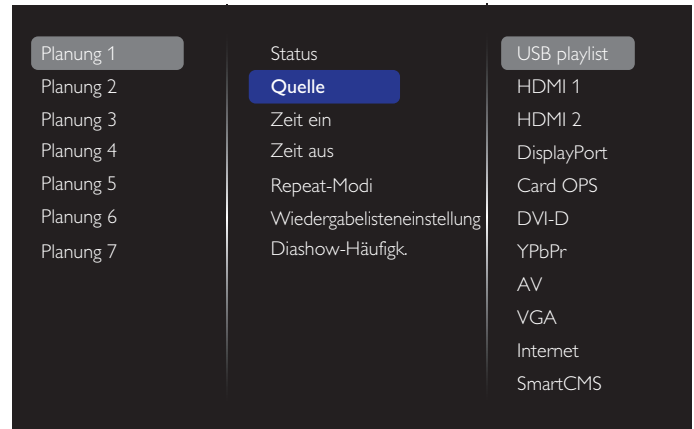 Planung 1
Planung 2
Planung 3
Planung 4
Planung 5
Planung 6
Planung 7
Status
Quelle
Zeit ein
Zeit aus
Repeat-Modi
Wiedergabelisteneinstellung
Diashow-Häufigk.
USB playlist
HDMI 1
HDMI 2
DisplayPort
Card OPS
DVI-D
YPbPr
AV
VGA
Internet
SmartCMS